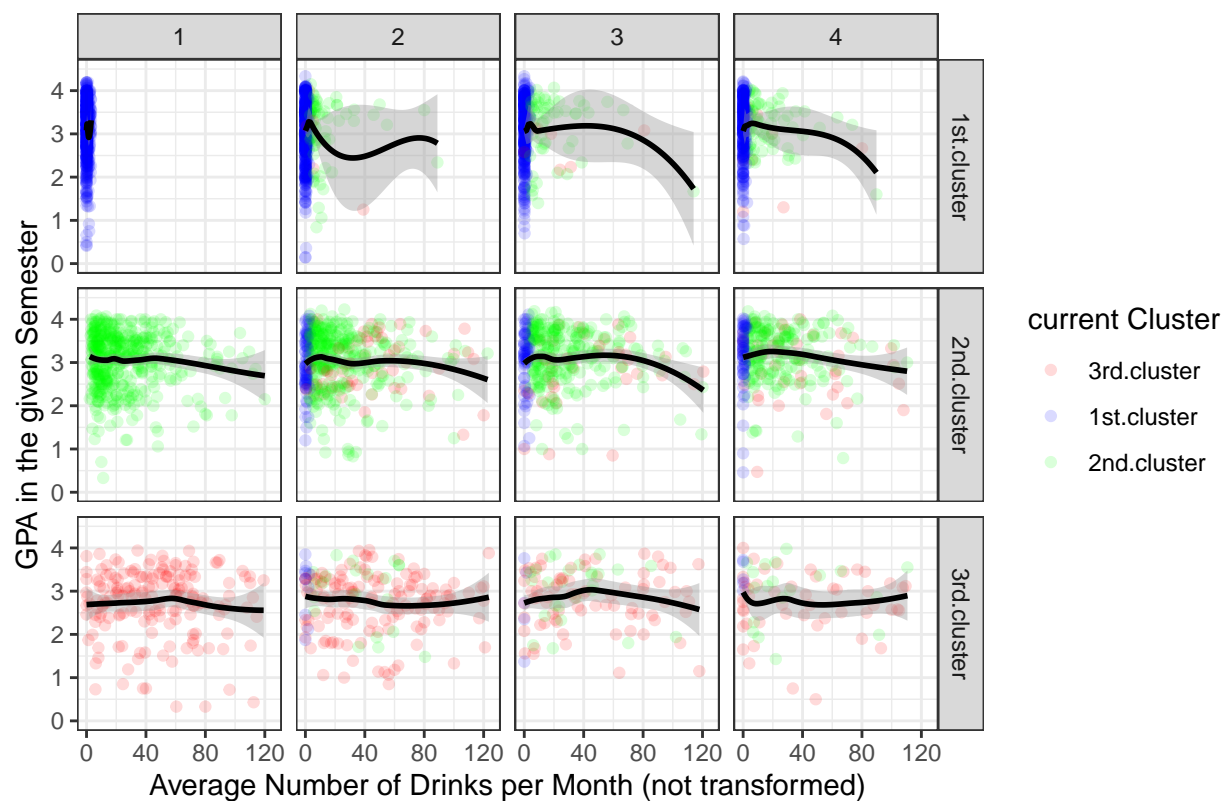 1 2 3 4
4
3
2
1
0
1st.cluster
4
3
2
1
0
2nd.cluster
4
3
2
1
0
3rd.cluster
GPA in the given Semester
0 40 80 120 0 40 80 120 0 40 80 120 0 40 80 120
Average Number of Drinks per Month (not transformed)
current Cluster
3rd.cluster
1st.cluster
2nd.cluster